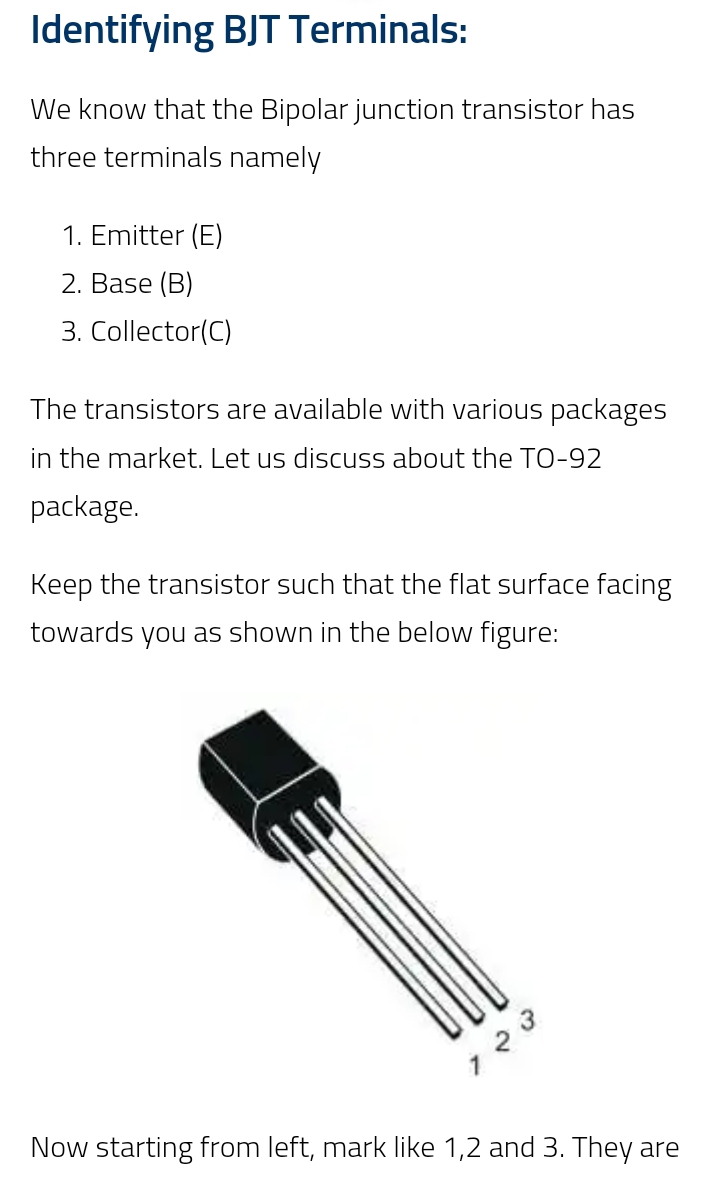 Identifying BJT Terminals:
We know that the Bipolar junction transistor has
three terminals namely
1. Emitter (E)
2. Base (B)
3. Collector(C)
The transistors are available with various packages
in the market. Let us discuss about the TO-92
package.
Keep the transistor such that the flat surface facing
towards you as shown in the below figure:
1
2
3
Now starting from left, mark like 1,2 and 3. They are